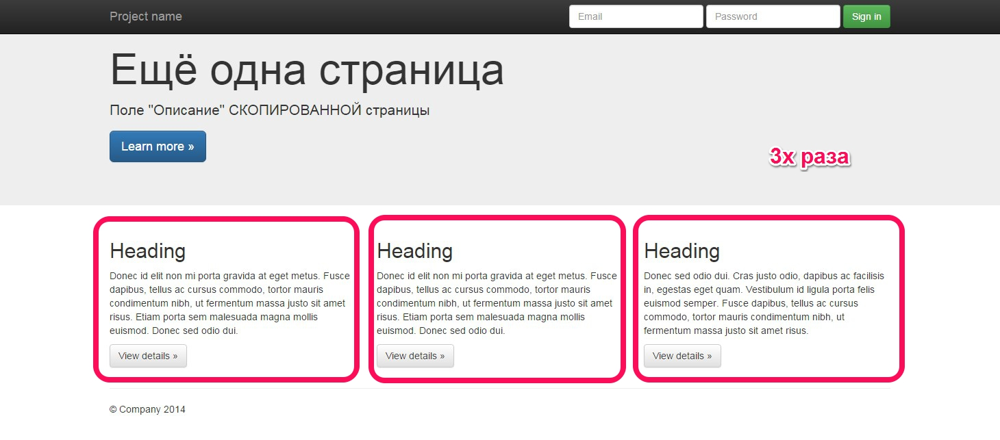 Project name
Email
Password
Sign in
Ещё одна страница
Поле "Описание" СКОПИРОВАННОЙ страницы
Learn more »
3х раза
Heading
Donec id elit non mi porta gravida at eget metus. Fusce
dapibus, tellus ac cursus commodo, tortor mauris
condimentum nibh, ut fermentum massa justo sit amet
risus. Etiam porta sem malesuada magna mollis
euismod. Donec sed odio dui.
View details »
Heading
Donec id elit non mi porta gravida at eget metus. Fusce
dapibus, tellus ac cursus commodo, tortor mauris
condimentum nibh, ut fermentum massa justo sit amet
risus. Etiam porta sem malesuada magna mollis
euismod. Donec sed odio dui.
View details »
Heading
Donec sed odio dui. Cras justo odio, dapibus ac facilisis
in, egestas eget quam. Vestibulum id ligula porta felis
euismod semper. Fusce dapibus, tellus ac cursus
commodo, tortor mauris condimentum nibh, ut
fermentum massa justo sit amet risus.
View details »
© Company 2014